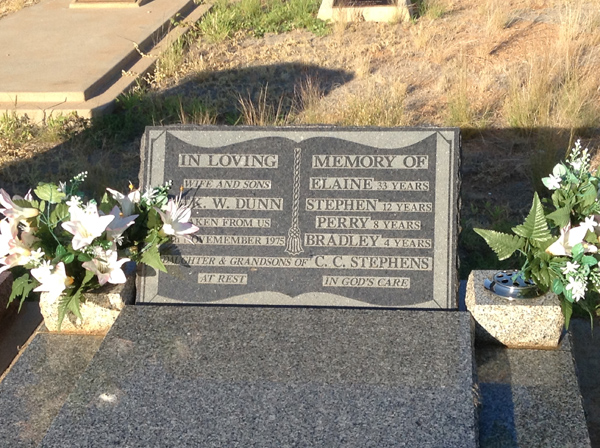 IN LOVING MEMORY OF
WIFE AND SONS ELAINE 33 YEARS
K. W. DUNN STEPHEN 12 YEARS
FROM US PERRY 8 YEARS
1975 BRADLEY 4 YEARS
DAUGHTER & GRANDSONS OF C. C. STEPHENS
AT REST IN GOD'S CARE